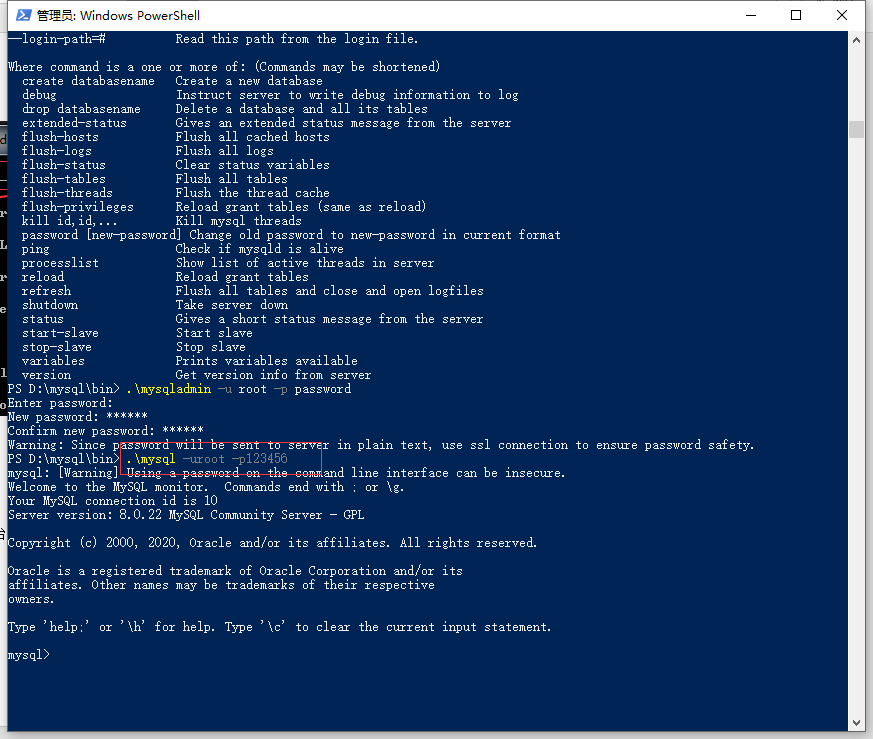 管理员: Windows PowerShell
--login-path=# Read this path from the login file.
Where command is a one or more of: (Commands may be shortened)
create databasename Create a new database
debug Instruct server to write debug information to log
drop databasename Delete a database and all its tables
extended-status Gives an extended status message from the server
flush-hosts Flush all cached hosts
flush-logs Flush all logs
flush-status Clear status variables
flush-tables Flush all tables
flush-threads Flush the thread cache
flush-privileges Reload grant tables (same as reload)
kill id,id,... Kill mysql threads
password [new-password] Change old password to new-password in current format
ping Check if mysqld is alive
processlist Show list of active threads in server
reload Reload grant tables
refresh Flush all tables and close and open logfiles
shutdown Take server down
status Gives a short status message from the server
start-slave Start slave
stop-slave Stop slave
variables Prints variables available
version Get version info from server
PS D:\mysql\bin> .\mysqladmin -u root -p password
Enter password:
New password: ******
Confirm new password: ******
Warning: Since password will be sent to server in plain text, use ssl connection to ensure password safety.
PS D:\mysql\bin> .\mysql -uroot -p123456
mysql: [Warning] Using a password on the command line interface can be insecure.
Welcome to the MySQL monitor.  Commands end with ; or \g.
Your MySQL connection id is 10
Server version: 8.0.22 MySQL Community Server - GPL
Copyright (c) 2000, 2020, Oracle and/or its affiliates. All rights reserved.
Oracle is a registered trademark of Oracle Corporation and/or its
affiliates. Other names may be trademarks of their respective
owners.
Type 'help;' or '\h' for help. Type '\c' to clear the current input statement.
mysql>